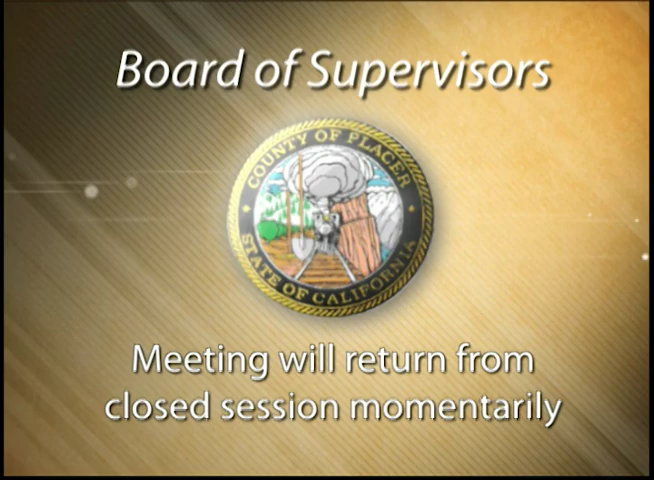 Board of Supervisors
COUNTY OF PLACER
STATE OF CALIFORNIA
Meeting will return from
closed session momentarily